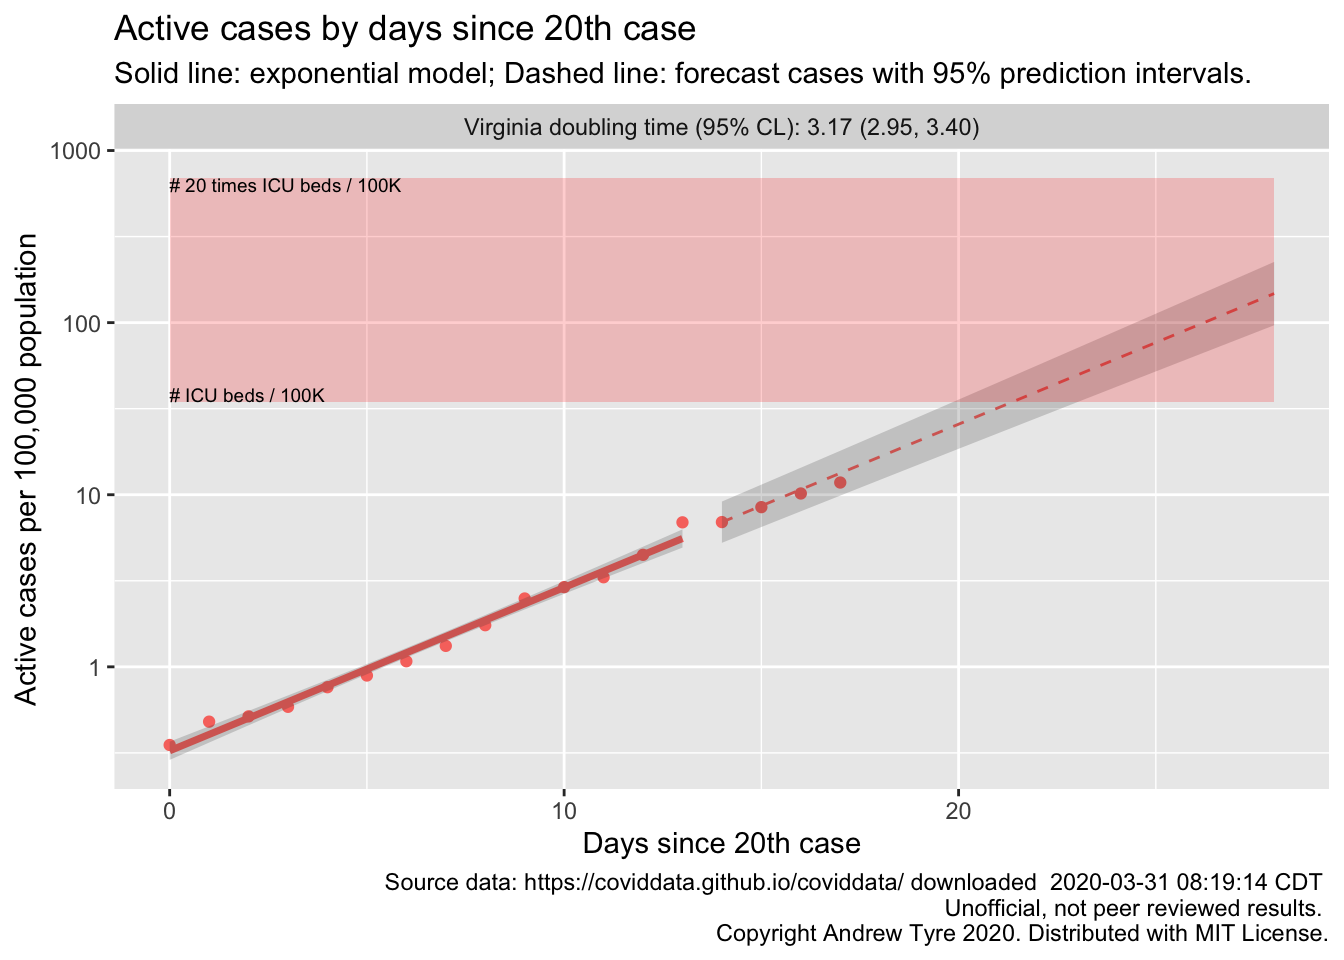 Active cases by days since 20th case
Solid line: exponential model; Dashed line: forecast cases with 95% prediction intervals.
Virginia doubling time (95% CL): 3.17 (2.95, 3.40)
1000
# 20 times ICU beds / 100K
100
# ICU beds / 100K
10
1
Active cases per 100,000 population
0
10
20
Days since 20th case
Source data: https://coviddata.github.io/coviddata/ downloaded  2020-03-31 08:19:14 CDT
Unofficial, not peer reviewed results.
Copyright Andrew Tyre 2020. Distributed with MIT License.